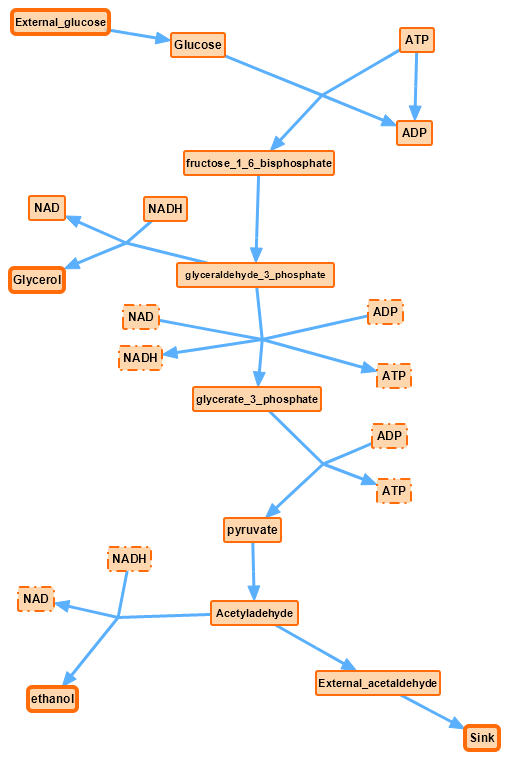 External_glucose
Glucose
ATP
ADP
fructose_1_6_bisphosphate
NAD
NADH
Glycerol
glyceraldehyde_3_phosphate
NAD
ADP
NADH
ATP
glycerate_3_phosphate
ADP
ATP
pyruvate
NADH
NAD
Acetyladehyde
External_acetaldehyde
ethanol
Sink